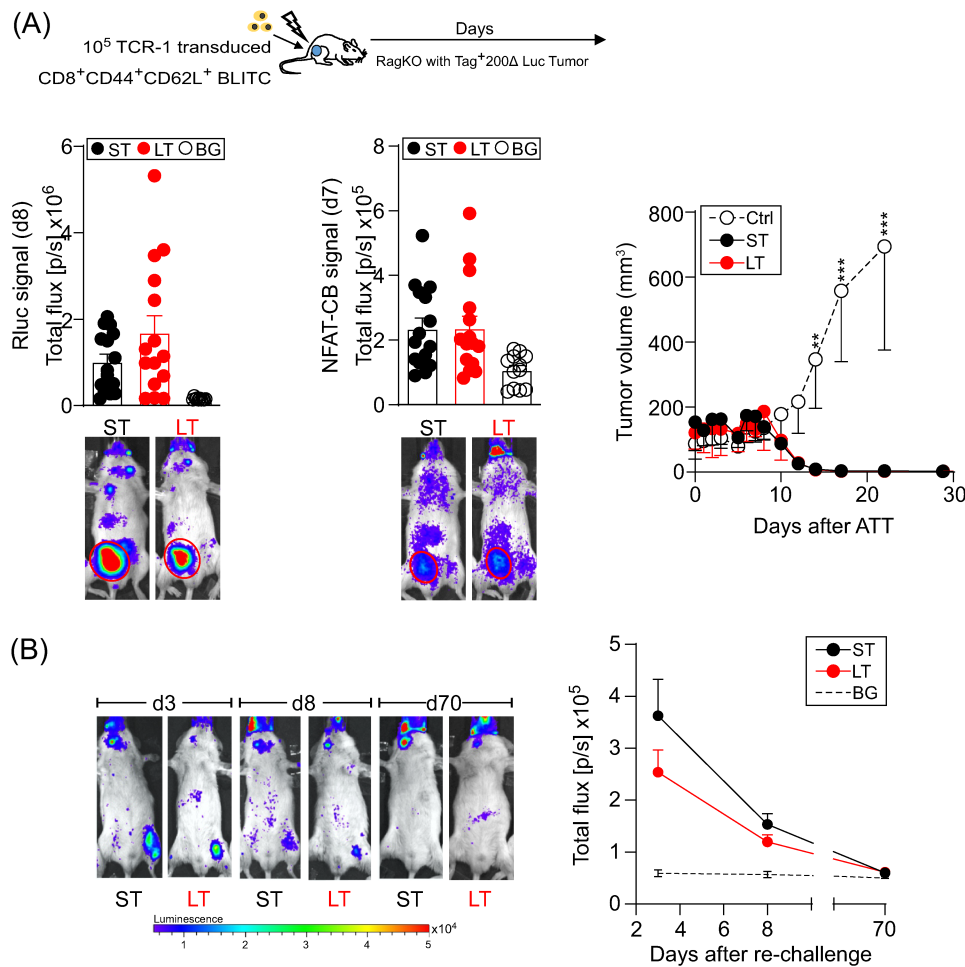 (A)
10⁵ TCR-1 transduced
CD8⁺CD44⁺CD62L⁺ BLITC
Days
RagKO with Tag⁺200Δ Luc Tumor
Rluc signal (d8)
Total flux [p/s] x10⁶
6
4
2
0
ST LT BG
ST LT
NFAT-CB signal (d7)
Total flux [p/s] x10⁵
8
6
4
2
0
ST LT BG
ST LT
Tumor volume (mm³)
800
600
400
200
0
Ctrl
ST
LT
**
***
***
0 10 20 30
Days after ATT
(B)
d3 d8 d70
ST LT ST LT ST LT
Luminescence
1 2 3 4 5 x10⁴
Total flux [p/s] x10⁵
5
4
3
2
1
0
ST
LT
BG
2 4 6 8 70
Days after re-challenge